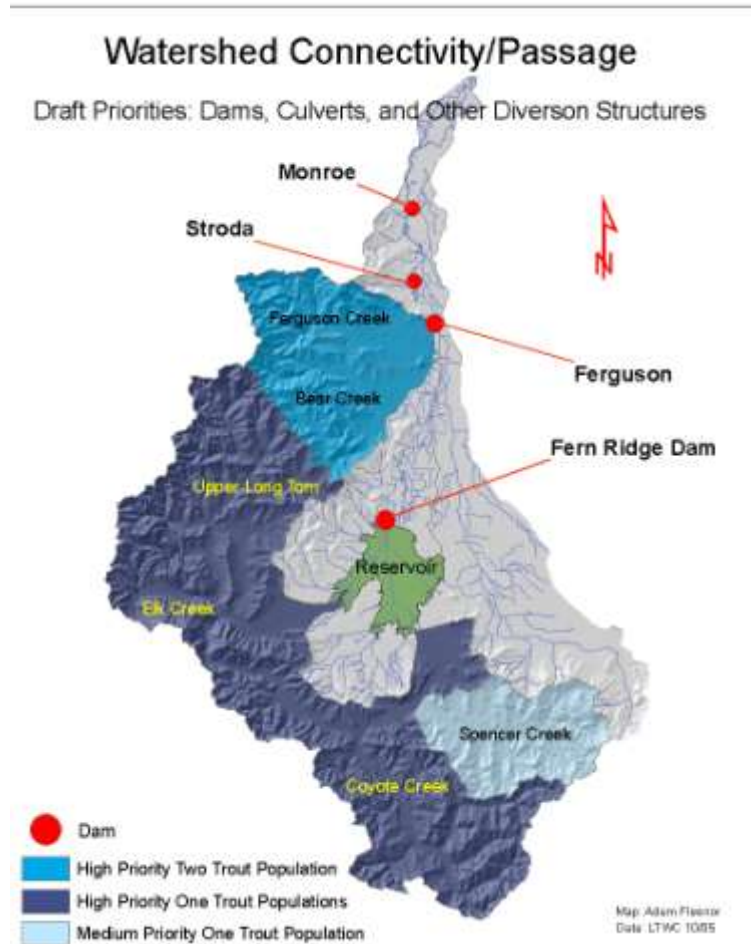 Watershed Connectivity/Passage
Draft Priorities: Dams, Culverts, and Other Diverson Structures
Monroe
Stroda
Ferguson Creek
Ferguson
Bear Creek
Fern Ridge Dam
Upper Long Tom
Reservoir
Elk Creek
Spencer Creek
Coyote Creek
Dam
High Priority Two Trout Population
High Priority One Trout Populations
Medium Priority One Trout Population
Map: Adam
Date: LTWC
N